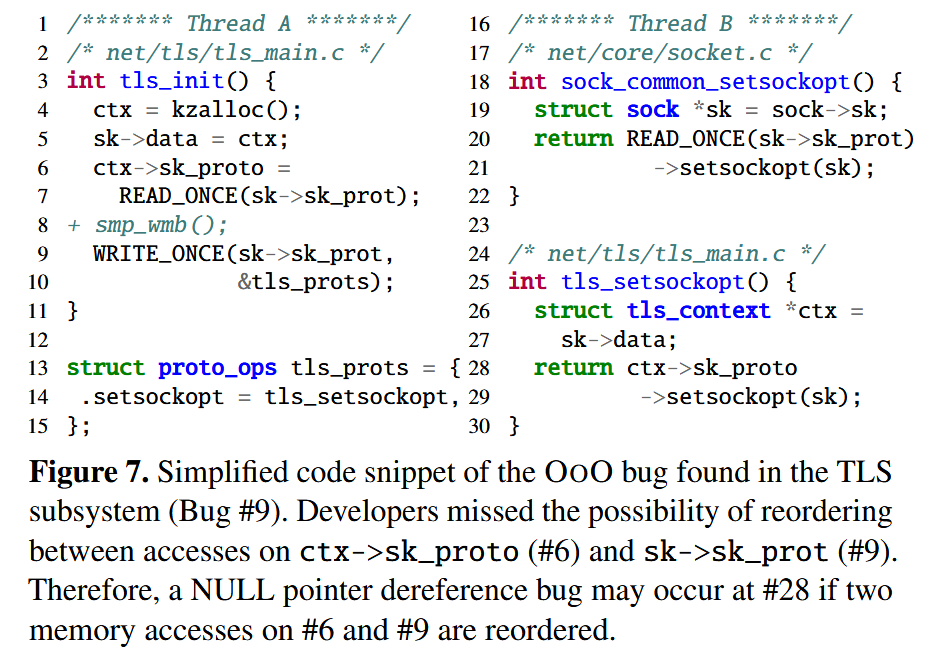 1 /******* Thread A *******/
2 /* net/tls/tls_main.c */
3 int tls_init() {
4   ctx = kzalloc();
5   sk->data = ctx;
6   ctx->sk_proto =
7     READ_ONCE(sk->sk_prot);
8 + smp_wmb();
9   WRITE_ONCE(sk->sk_prot,
10              &tls_prots);
11 }
12
13 struct proto_ops tls_prots = {
14  .setsockopt = tls_setsockopt,
15 };
16 /******* Thread B *******/
17 /* net/core/socket.c */
18 int sock_common_setsockopt() {
19   struct sock *sk = sock->sk;
20   return READ_ONCE(sk->sk_prot)
21            ->setsockopt(sk);
22 }
23
24 /* net/tls/tls_main.c */
25 int tls_setsockopt() {
26   struct tls_context *ctx =
27     sk->data;
28   return ctx->sk_proto
29           ->setsockopt(sk);
30 }
Figure 7. Simplified code snippet of the OoO bug found in the TLS
subsystem (Bug #9). Developers missed the possibility of reordering
between accesses on ctx->sk_proto (#6) and sk->sk_prot (#9).
Therefore, a NULL pointer dereference bug may occur at #28 if two
memory accesses on #6 and #9 are reordered.